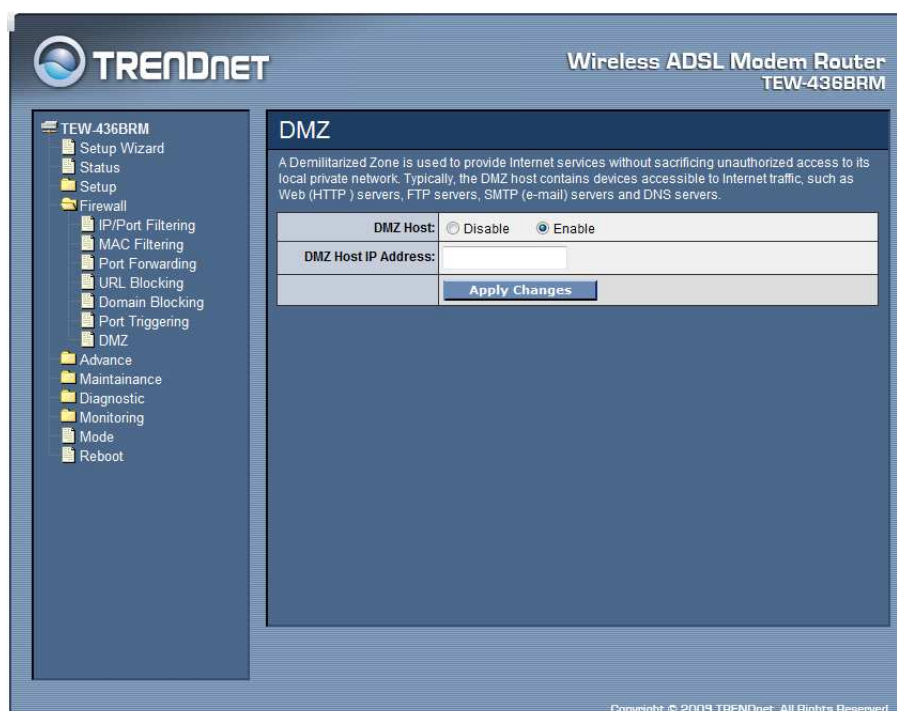 TRENDNET
Wireless ADSL Modem Router
TEW-436BRM
TEW-436BRM
Setup Wizard
Status
Setup
Firewall
IP/Port Filtering
MAC Filtering
Port Forwarding
URL Blocking
Domain Blocking
Port Triggering
DMZ
Advance
Maintainance
Diagnostic
Monitoring
Mode
Reboot
DMZ
A Demilitarized Zone is used to provide Internet services without sacrificing unauthorized access to its
local private network. Typically, the DMZ host contains devices accessible to Internet traffic, such as
Web (HTTP ) servers, FTP servers, SMTP (e-mail) servers and DNS servers.
DMZ Host: Disable Enable
DMZ Host IP Address:
Apply Changes
Copyright © 2009 TRENDnet. All Rights Reserved